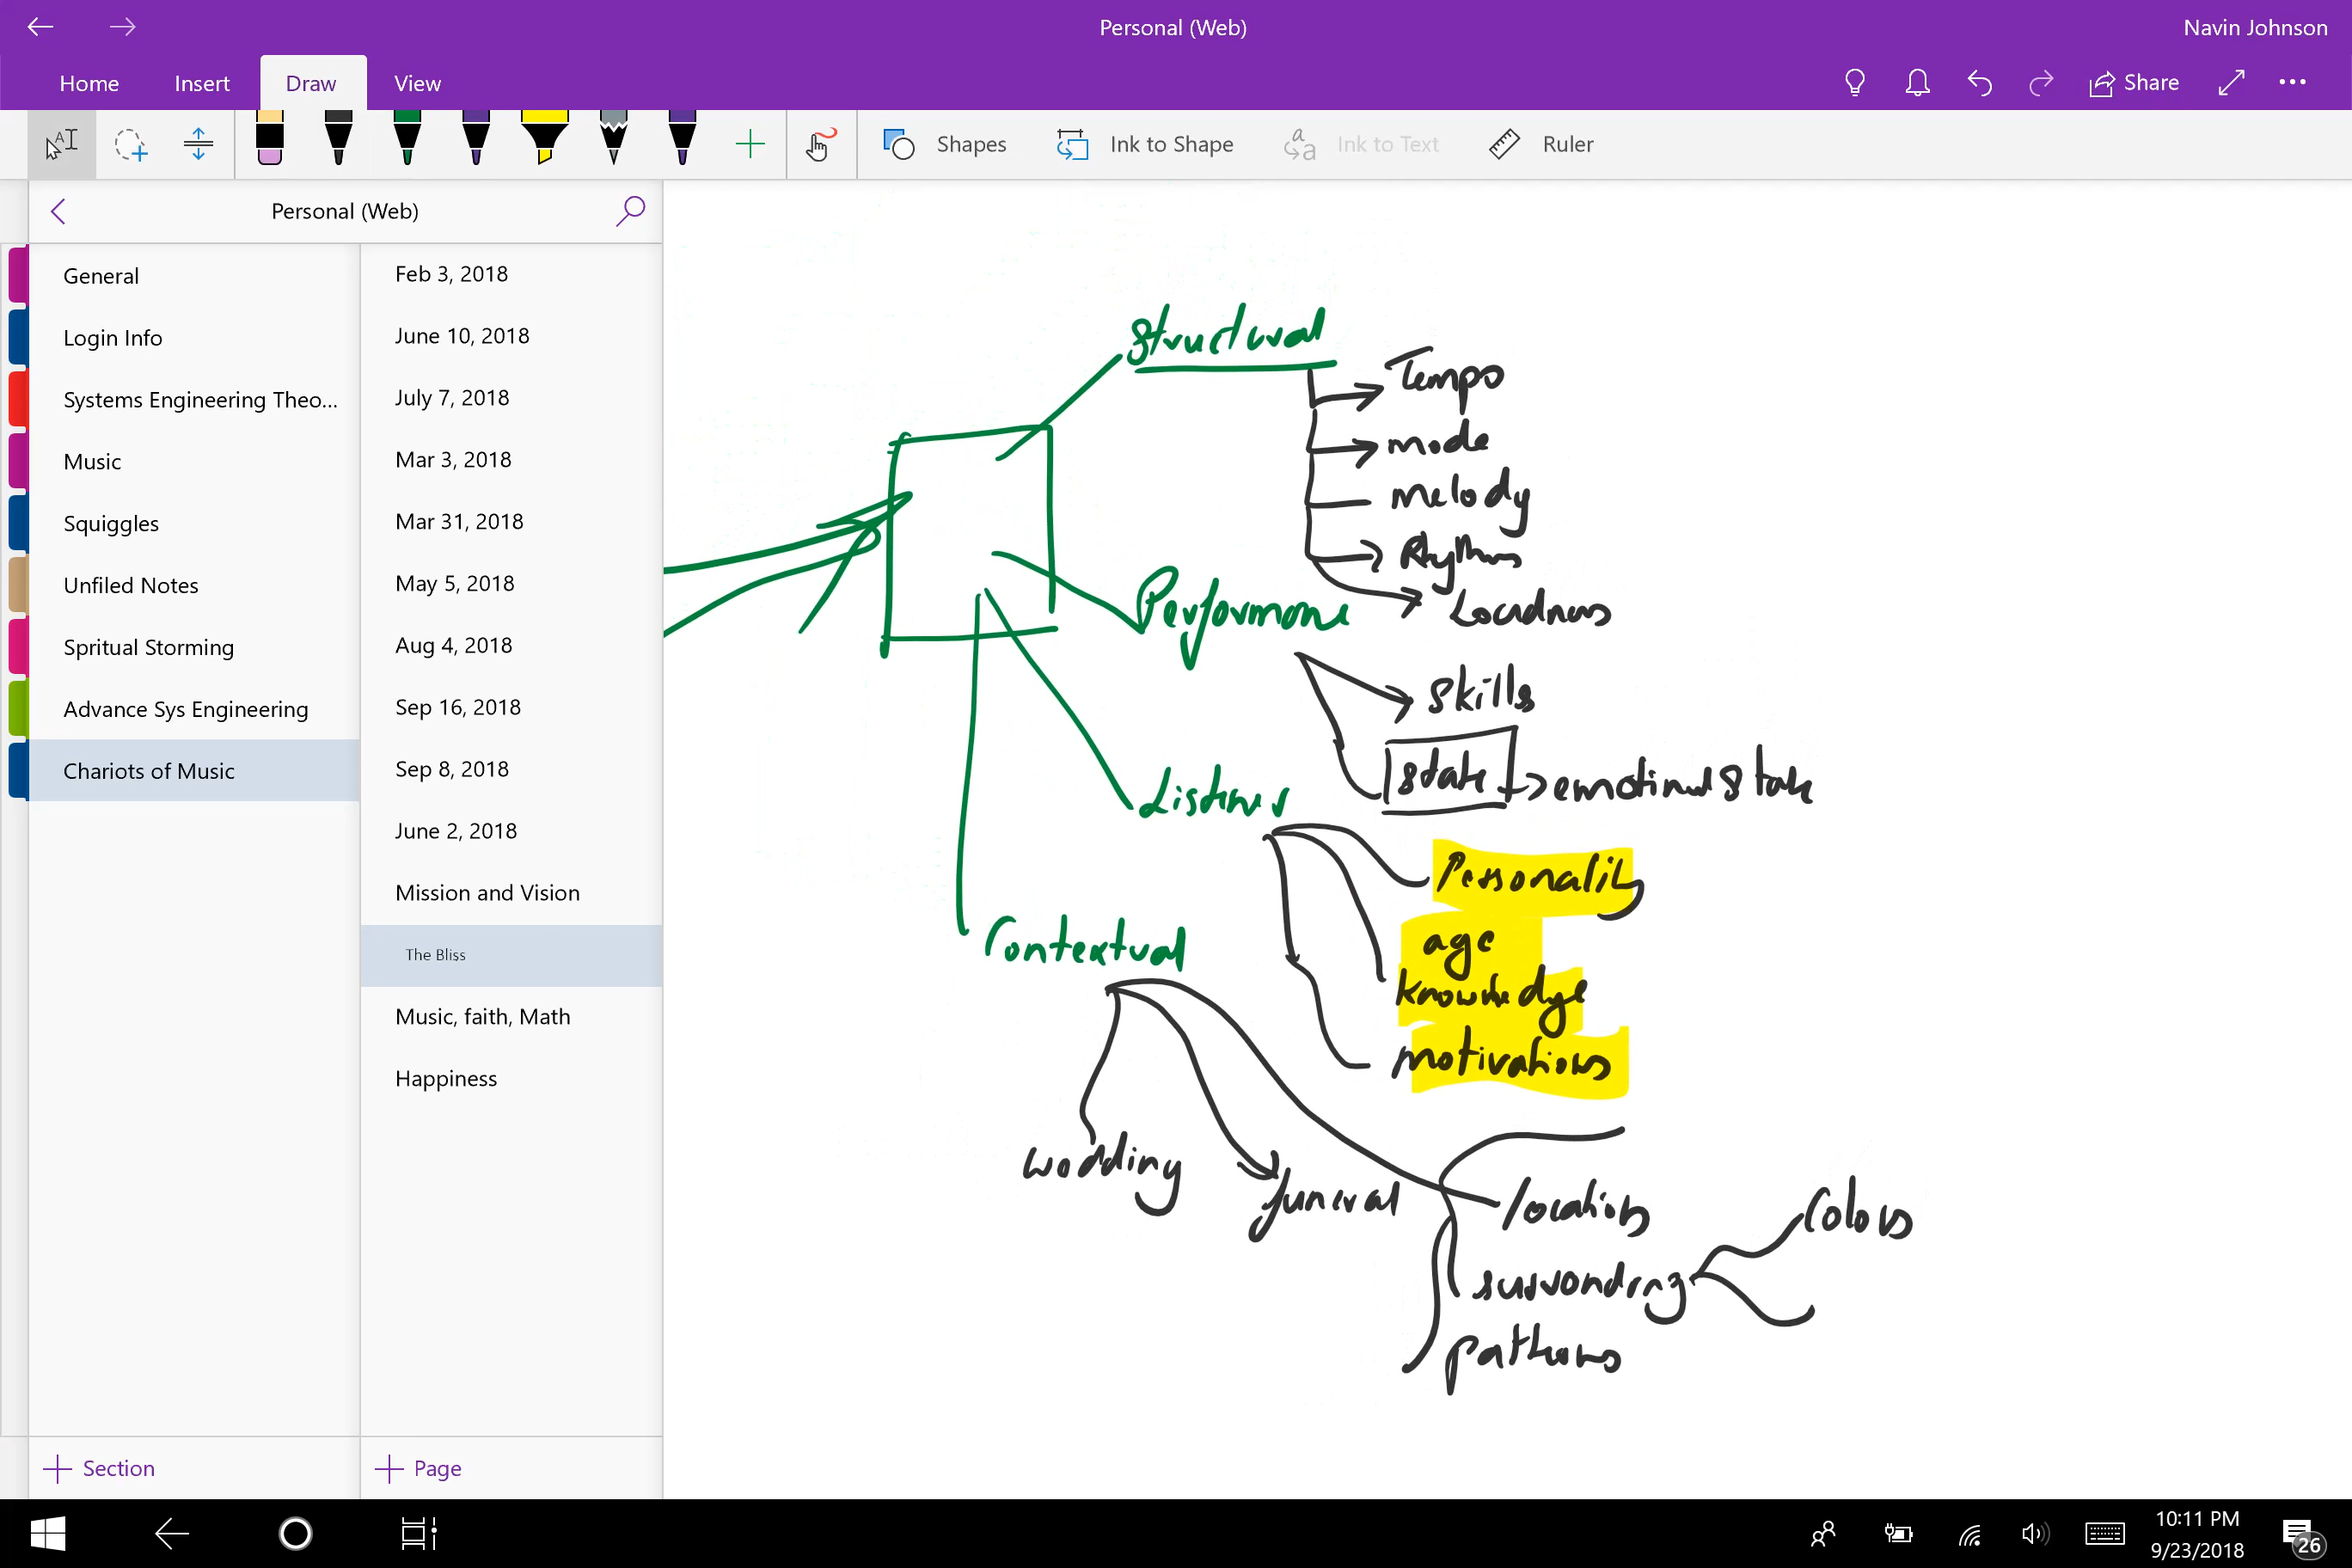 Personal (Web)
Navin Johnson
Home
Insert
Draw
View
Share
Shapes
Ink to Shape
Ink to Text
Ruler
Personal (Web)
General
Login Info
Systems Engineering Theo...
Music
Squiggles
Unfiled Notes
Spritual Storming
Advance Sys Engineering
Chariots of Music
Feb 3, 2018
June 10, 2018
July 7, 2018
Mar 3, 2018
Mar 31, 2018
May 5, 2018
Aug 4, 2018
Sep 16, 2018
Sep 8, 2018
June 2, 2018
Mission and Vision
The Bliss
Music, faith, Math
Happiness
Structural
Tempo
mode
melody
Rhythm
Loudness
Performance
skills
state
emotional state
Listener
Personality
age
knowledge
motivations
Contextual
wedding
funeral
location
surronding
Colors
patterns
Section
Page
10:11 PM
9/23/2018
26